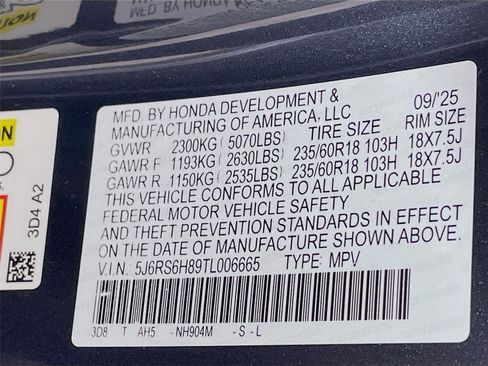 MFD. BY HONDA DEVELOPMENT &
MANUFACTURING OF AMERICA, LLC 09/'25
GVWR 2300KG (5070LBS) TIRE SIZE RIM SIZE
GAWR F 1193KG (2630LBS) 235/60R18 103H 18X7.5J
GAWR R 1150KG (2535LBS) 235/60R18 103H 18X7.5J
THIS VEHICLE CONFORMS TO ALL APPLICABLE
FEDERAL MOTOR VEHICLE SAFETY
AND THEFT PREVENTION STANDARDS IN EFFECT
ON THE DATE OF MANUFACTURE SHOWN ABOVE.
V.I.N. 5J6RS6H89TL006665 TYPE: MPV
3D8 T AH5 -NH904M -S-L
3D4 A2